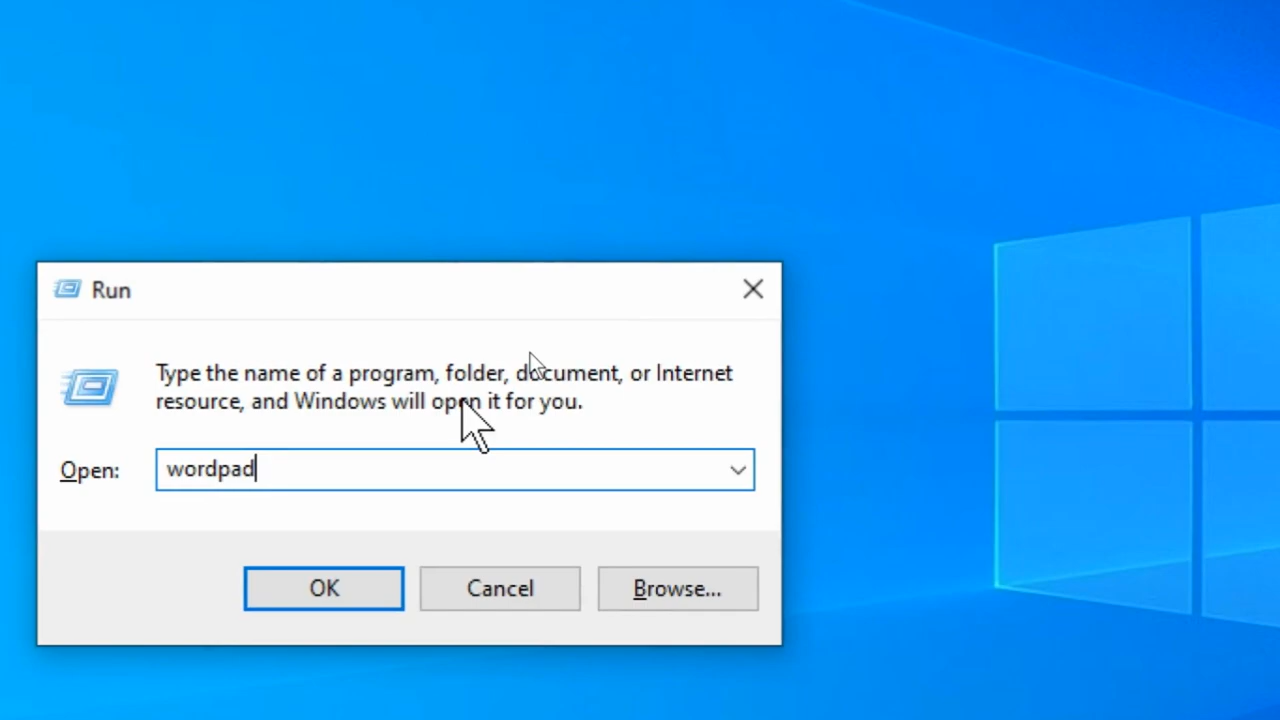 Run
Type the name of a program, folder, document, or Internet
resource, and Windows will open it for you.
Open:
wordpad
OK
Cancel
Browse...